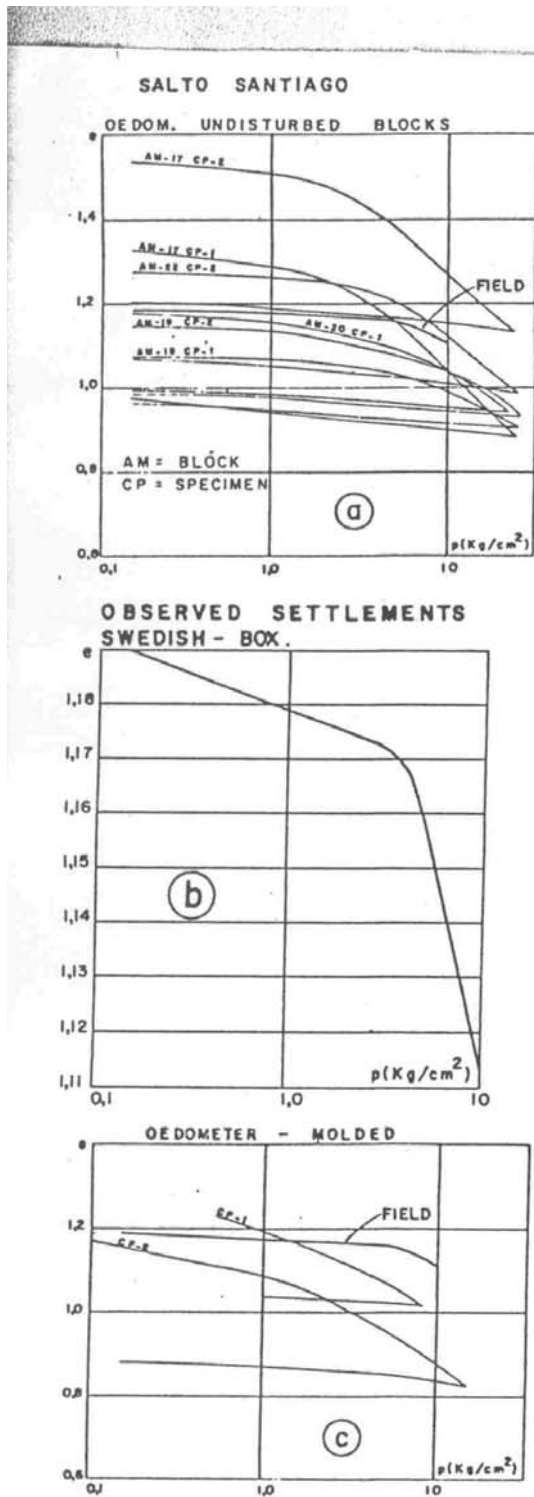 SALTO SANTIAGO
OEDOM. UNDISTURBED BLOCKS
e
AM-17 CP-2
1,4
AM-17 CP-1
AM-22 CP-2
FIELD
1,2
AM-19 CP-2
AM-20 CP-1
AM-19 CP-1
1,0
0,8
AM = BLOCK
CP = SPECIMEN
a
0,6
p(Kg/cm²)
0,1 1,0 10
OBSERVED SETTLEMENTS
SWEDISH - BOX.
e
1,18
1,17
1,16
1,15
1,14
1,13
1,12
1,11
b
p(Kg/cm²)
0,1 1,0 10
OEDOMETER - MOLDED
e
CP-1
FIELD
1,2
CP-2
1,0
0,8
c
0,6
p(Kg/cm²)
0,1 1,0 10